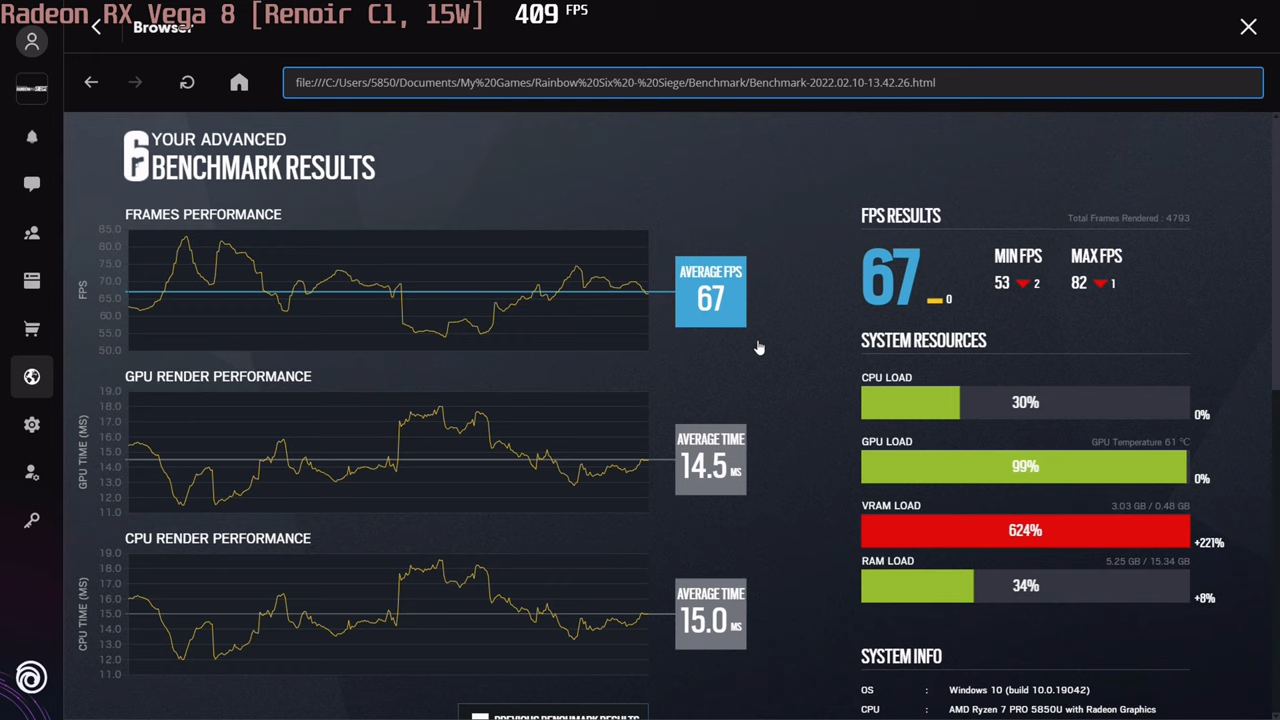 Radeon RX Vega 8 [Renoir C1, 15W] 409 FPS
Browser
file:///C:/Users/5850/Documents/My%20Games/Rainbow%20Six%20-%20Siege/Benchmark/Benchmark-2022.02.10-13.42.26.html
YOUR ADVANCED
BENCHMARK RESULTS
FRAMES PERFORMANCE
85.0
80.0
75.0
70.0
65.0
60.0
55.0
50.0
FPS
AVERAGE FPS
67
GPU RENDER PERFORMANCE
19.0
18.0
17.0
16.0
15.0
14.0
13.0
12.0
11.0
GPU TIME (MS)
AVERAGE TIME
14.5 MS
CPU RENDER PERFORMANCE
19.0
18.0
17.0
16.0
15.0
14.0
13.0
12.0
11.0
CPU TIME (MS)
AVERAGE TIME
15.0 MS
PREVIOUS BENCHMARK RESULTS
FPS RESULTS
Total Frames Rendered : 4793
67 0
MIN FPS
53 2
MAX FPS
82 1
SYSTEM RESOURCES
CPU LOAD
30% 0%
GPU LOAD GPU Temperature 61 °C
99% 0%
VRAM LOAD 3.03 GB / 0.48 GB
624% +221%
RAM LOAD 5.25 GB / 15.34 GB
34% +8%
SYSTEM INFO
OS : Windows 10 (build 10.0.19042)
CPU : AMD Ryzen 7 PRO 5850U with Radeon Graphics